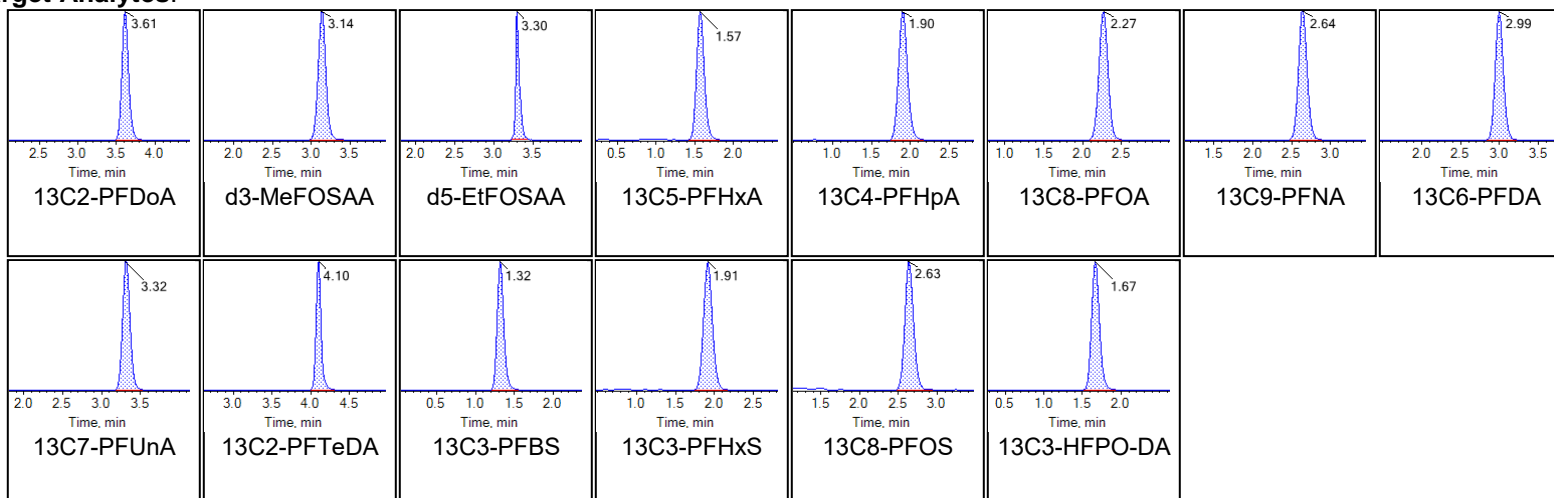 Target Analytes:
3.61 3.14 3.30 1.57 1.90 2.27 2.64 2.99
2.5 3.0 3.5 4.0 2.0 2.5 3.0 3.5 2.0 2.5 3.0 3.5 0.5 1.0 1.5 2.0 1.0 1.5 2.0 2.5 1.0 1.5 2.0 2.5 1.5 2.0 2.5 3.0 2.0 2.5 3.0 3.5
Time, min Time, min Time, min Time, min Time, min Time, min Time, min Time, min
13C2-PFDoA d3-MeFOSAA d5-EtFOSAA 13C5-PFHxA 13C4-PFHpA 13C8-PFOA 13C9-PFNA 13C6-PFDA
3.32 4.10 1.32 1.91 2.63 1.67
2.0 2.5 3.0 3.5 3.0 3.5 4.0 4.5 0.5 1.0 1.5 2.0 1.0 1.5 2.0 2.5 1.5 2.0 2.5 3.0 0.5 1.0 1.5 2.0
Time, min Time, min Time, min Time, min Time, min Time, min
13C7-PFUnA 13C2-PFTeDA 13C3-PFBS 13C3-PFHxS 13C8-PFOS 13C3-HFPO-DA